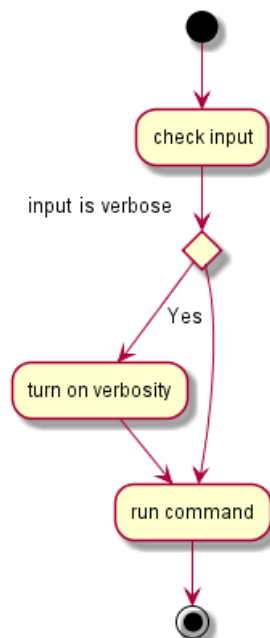 check input
input is verbose
Yes
turn on verbosity
run command